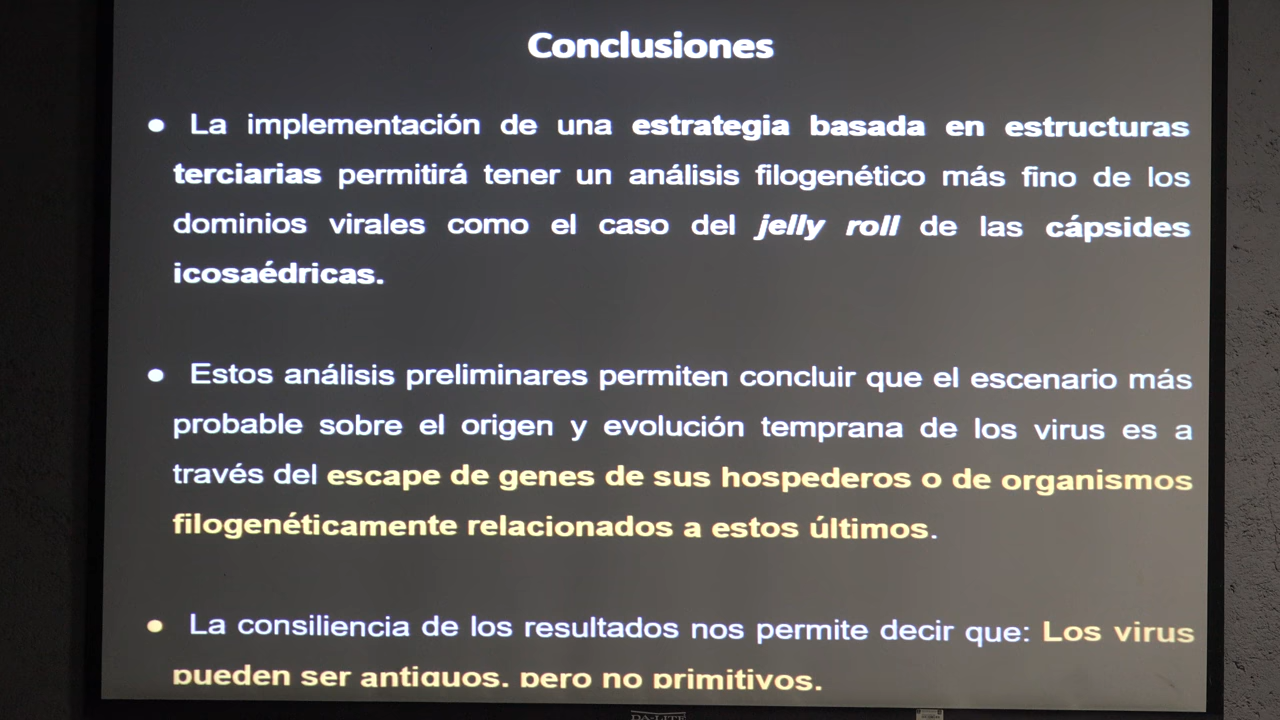 Conclusiones
● La implementación de una estrategia basada en estructuras
terciarias permitirá tener un análisis filogenético más fino de los
dominios virales como el caso del jelly roll de las cápsides
icosaédricas.
● Estos análisis preliminares permiten concluir que el escenario más
probable sobre el origen y evolución temprana de los virus es a
través del escape de genes de sus hospederos o de organismos
filogenéticamente relacionados a estos últimos.
● La consiliencia de los resultados nos permite decir que: Los virus
pueden ser antiguos, pero no primitivos.
DA-LITE